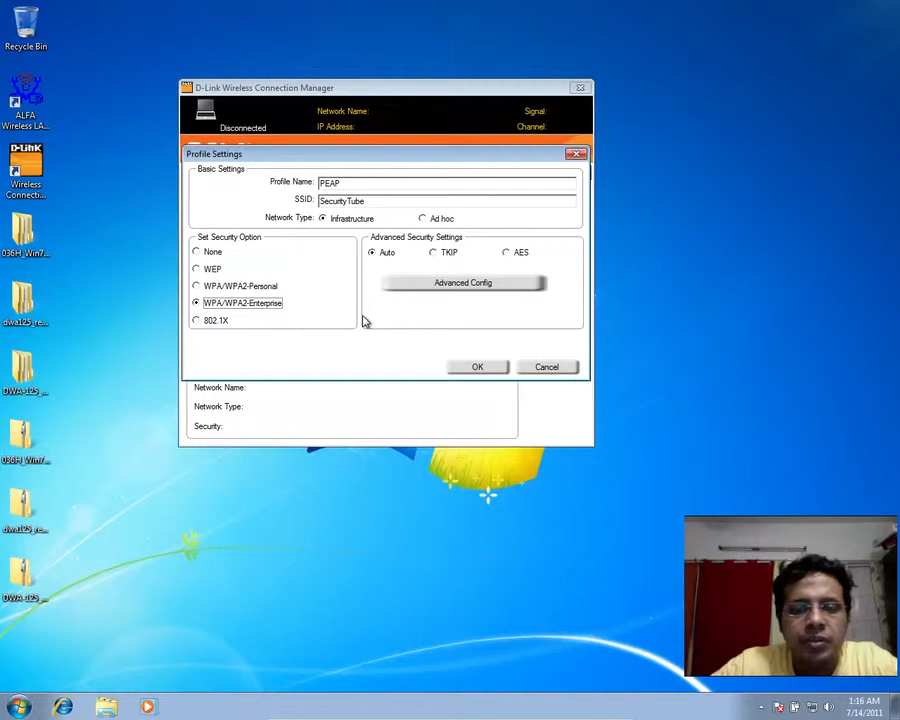 Recycle Bin
ALFA
Wireless LA...
D-Link
Wireless
Connecti...
036H_Win7...
dwa125_re...
DWA-125_...
036H_Win7...
dwa125_re...
DWA-125_...
D-Link Wireless Connection Manager
Network Name:
Signal:
Disconnected
IP Address:
Channel:
Profile Settings
Basic Settings
Profile Name: PEAP
SSID: SecurityTube
Network Type: Infrastructure Ad hoc
Set Security Option
None
WEP
WPA/WPA2-Personal
WPA/WPA2-Enterprise
802.1X
Advanced Security Settings
Auto TKIP AES
Advanced Config
OK Cancel
Network Name:
Network Type:
Security:
1:16 AM
7/14/2011